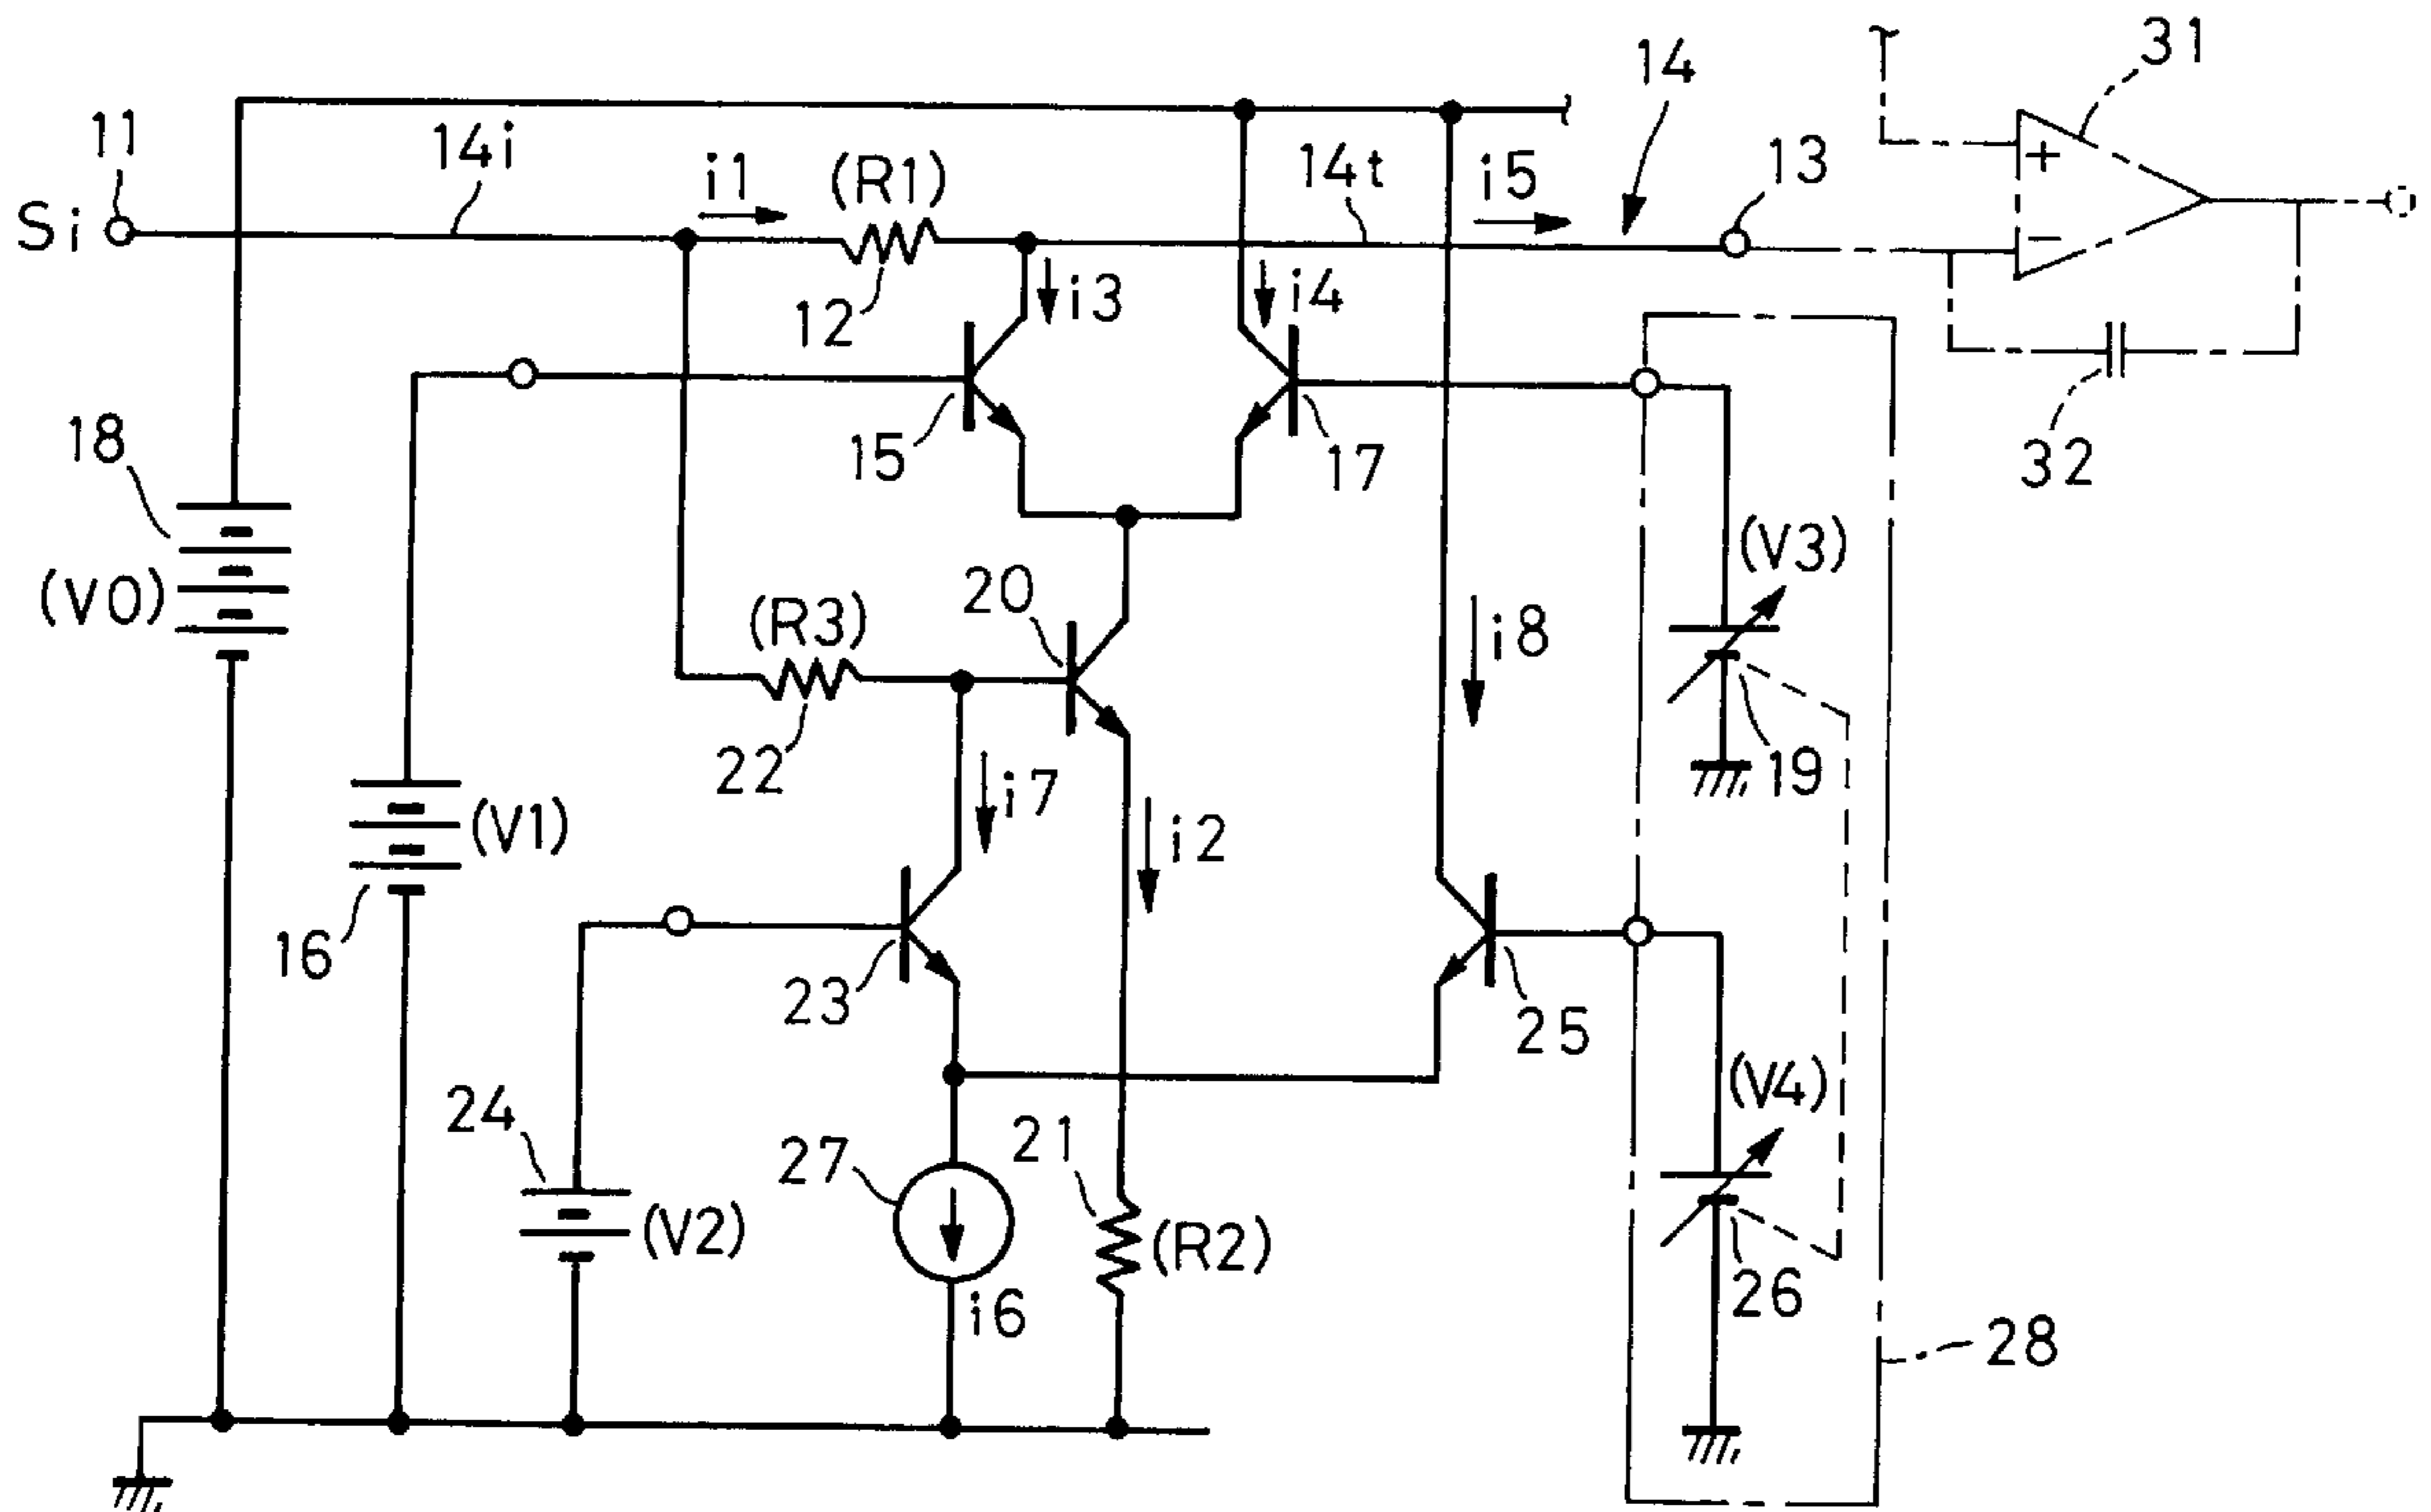 31
14
11
14i
i1
(R1)
14t
i5
13
Si
+
−
12
i3
i4
18
15
17
32
(V0)
(V3)
20
(R3)
i8
22
19
i7
(V1)
i2
16
23
25
24
(V4)
27
21
(V2)
(R2)
26
i6
28